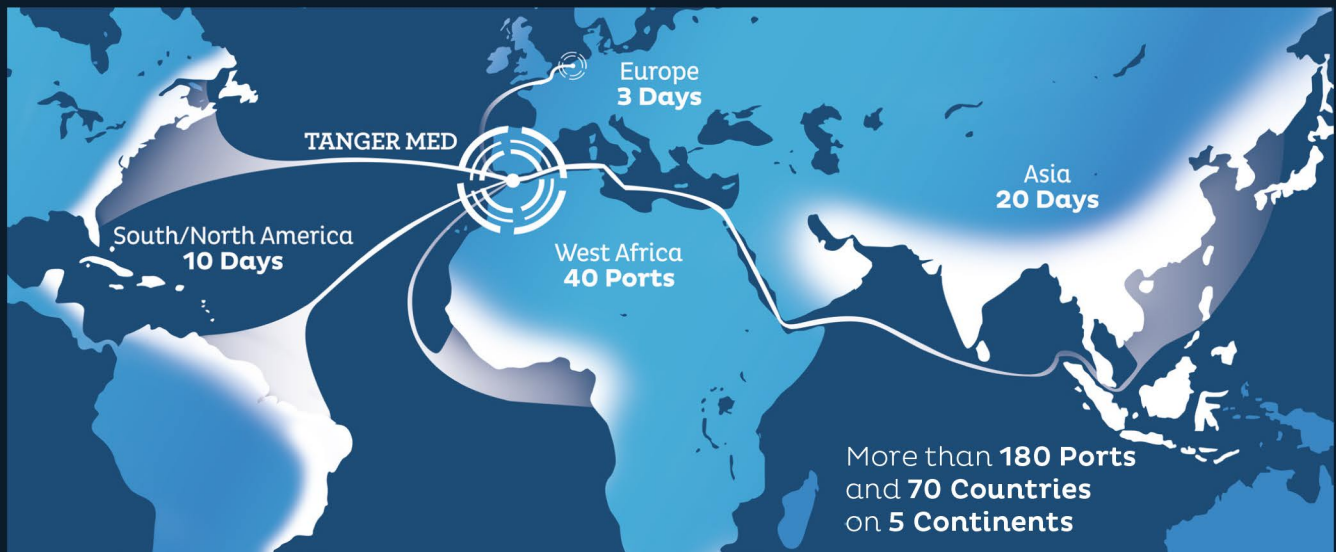 Europe
3 Days
TANGER MED
Asia
20 Days
South/North America
10 Days
West Africa
40 Ports
More than 180 Ports
and 70 Countries
on 5 Continents